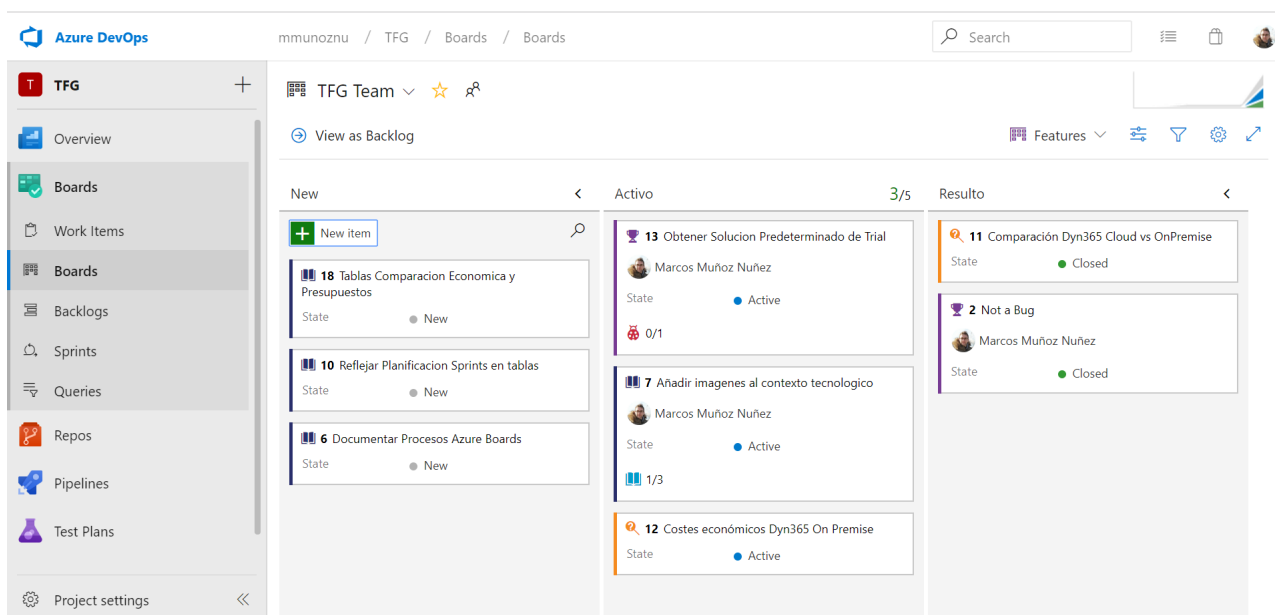 Azure DevOps
mmunoznu / TFG / Boards / Boards
Search
T
TFG
Overview
Boards
Work Items
Boards
Backlogs
Sprints
Queries
Repos
Pipelines
Test Plans
Project settings
TFG Team
View as Backlog
Features
New
New item
18 Tablas Comparacion Economica y
Presupuestos
State New
10 Reflejar Planificacion Sprints en tablas
State New
6 Documentar Procesos Azure Boards
State New
Activo 3/5
13 Obtener Solucion Predeterminado de Trial
Marcos Muñoz Nuñez
State Active
0/1
7 Añadir imagenes al contexto tecnologico
Marcos Muñoz Nuñez
State Active
1/3
12 Costes económicos Dyn365 On Premise
State Active
Resulto
11 Comparación Dyn365 Cloud vs OnPremise
State Closed
2 Not a Bug
Marcos Muñoz Nuñez
State Closed